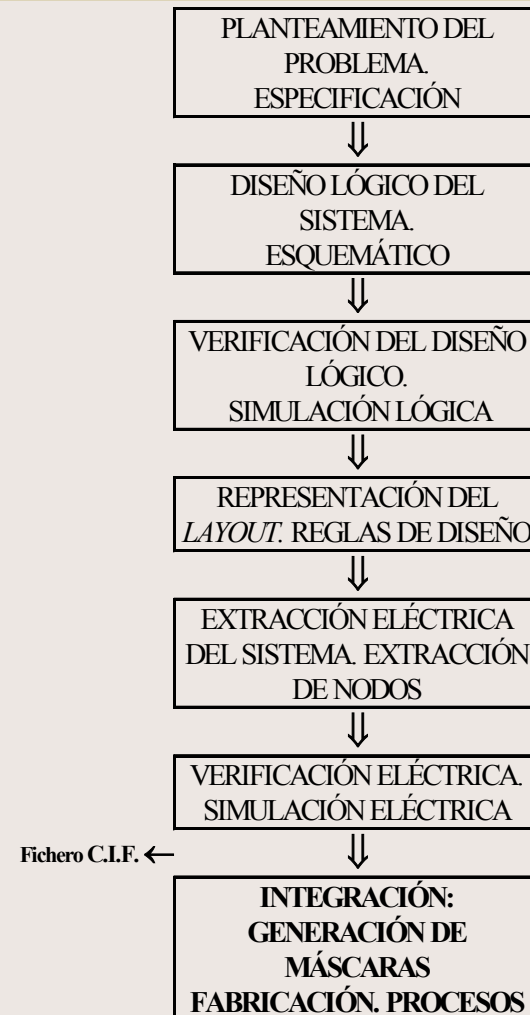 PLANTEAMIENTO DEL
PROBLEMA.
ESPECIFICACIÓN
⇓
DISEÑO LÓGICO DEL
SISTEMA.
ESQUEMÁTICO
⇓
VERIFICACIÓN DEL DISEÑO
LÓGICO.
SIMULACIÓN LÓGICA
⇓
REPRESENTACIÓN DEL
LAYOUT. REGLAS DE DISEÑO
⇓
EXTRACCIÓN ELÉCTRICA
DEL SISTEMA. EXTRACCIÓN
DE NODOS
⇓
VERIFICACIÓN ELÉCTRICA.
SIMULACIÓN ELÉCTRICA
Fichero C.I.F. ← ⇓
INTEGRACIÓN:
GENERACIÓN DE
MÁSCARAS
FABRICACIÓN. PROCESOS